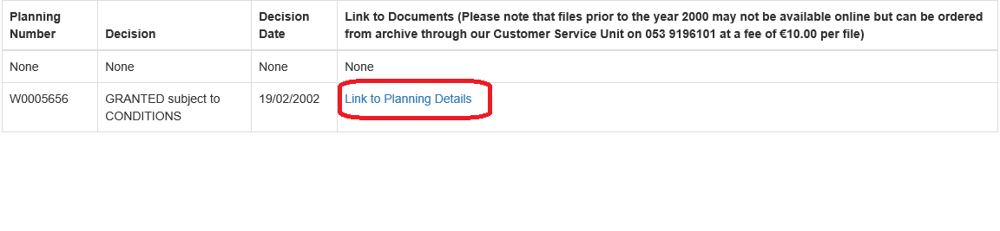 Planning Number
Decision
Decision Date
Link to Documents (Please note that files prior to the year 2000 may not be available online but can be ordered
from archive through our Customer Service Unit on 053 9196101 at a fee of €10.00 per file)
None
None
None
None
W0005656
GRANTED subject to
CONDITIONS
19/02/2002
Link to Planning Details